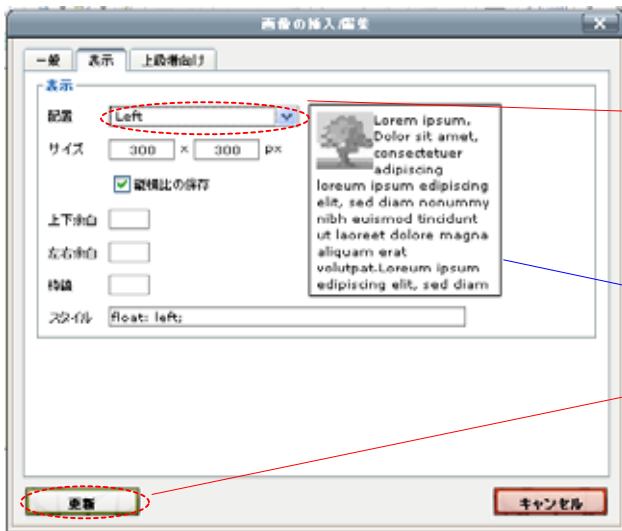 画像の挿入/編集
一般 表示 上級者向け
表示
配置 Left
サイズ 300 × 300 px
縦横比の保存
上下余白
左右余白
枠線
スタイル float: left;
Lorem ipsum,
Dolor sit amet,
consectetuer
adipiscing
loreum ipsum edipiscing
elit, sed diam nonummy
nibh euismod tincidunt
ut laoreet dolore magna
aliquam erat
volutpat.Loreum ipsum
edipiscing elit, sed diam
更新 キャンセル